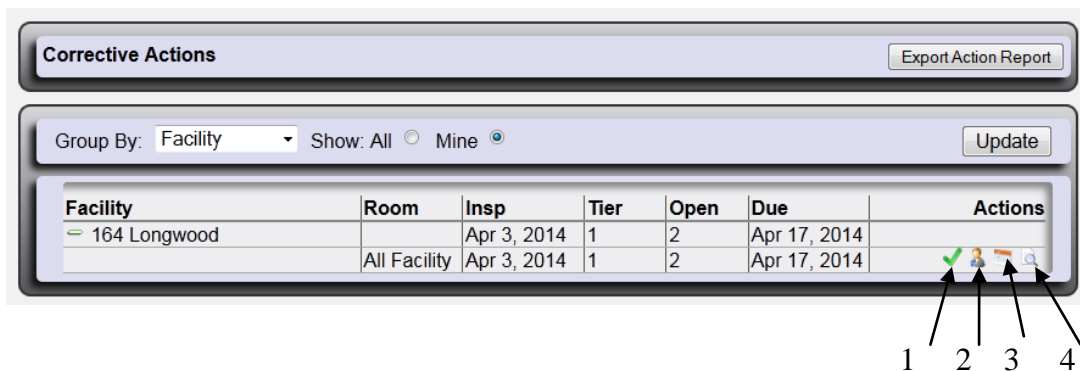 Corrective Actions Export Action Report
Group By: Facility Show: All Mine Update
Facility Room Insp Tier Open Due Actions
164 Longwood Apr 3, 2014 1 2 Apr 17, 2014
All Facility Apr 3, 2014 1 2 Apr 17, 2014
1 2 3 4